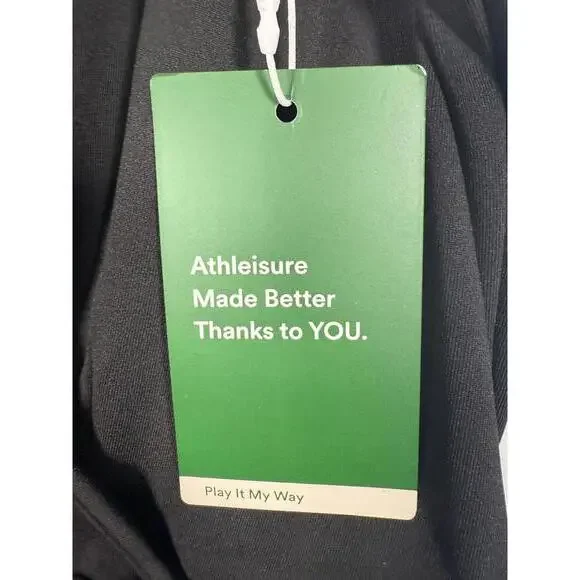 Athleisure
Made Better
Thanks to YOU.
Play It My Way